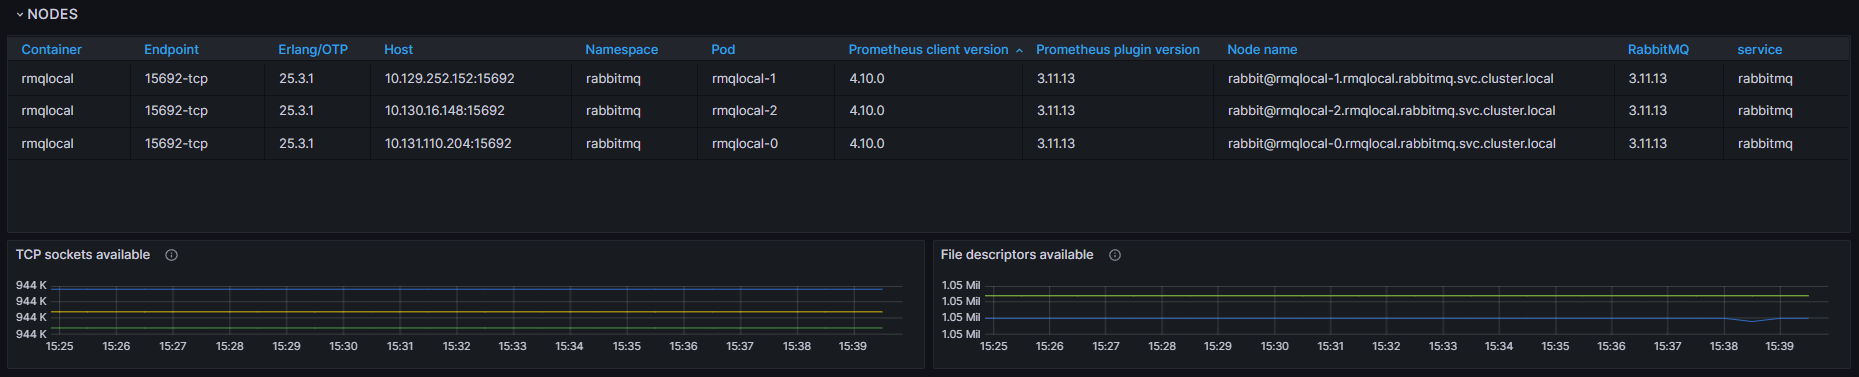 NODES
Container Endpoint Erlang/OTP Host Namespace Pod Prometheus client version Prometheus plugin version Node name RabbitMQ service
rmqlocal 15692-tcp 25.3.1 10.129.252.152:15692 rabbitmq rmqlocal-1 4.10.0 3.11.13 rabbit@rmqlocal-1.rmqlocal.rabbitmq.svc.cluster.local 3.11.13 rabbitmq
rmqlocal 15692-tcp 25.3.1 10.130.16.148:15692 rabbitmq rmqlocal-2 4.10.0 3.11.13 rabbit@rmqlocal-2.rmqlocal.rabbitmq.svc.cluster.local 3.11.13 rabbitmq
rmqlocal 15692-tcp 25.3.1 10.131.110.204:15692 rabbitmq rmqlocal-0 4.10.0 3.11.13 rabbit@rmqlocal-0.rmqlocal.rabbitmq.svc.cluster.local 3.11.13 rabbitmq
TCP sockets available
944 K
944 K
944 K
944 K
15:25 15:26 15:27 15:28 15:29 15:30 15:31 15:32 15:33 15:34 15:35 15:36 15:37 15:38 15:39
File descriptors available
1.05 Mil
1.05 Mil
1.05 Mil
1.05 Mil
15:25 15:26 15:27 15:28 15:29 15:30 15:31 15:32 15:33 15:34 15:35 15:36 15:37 15:38 15:39